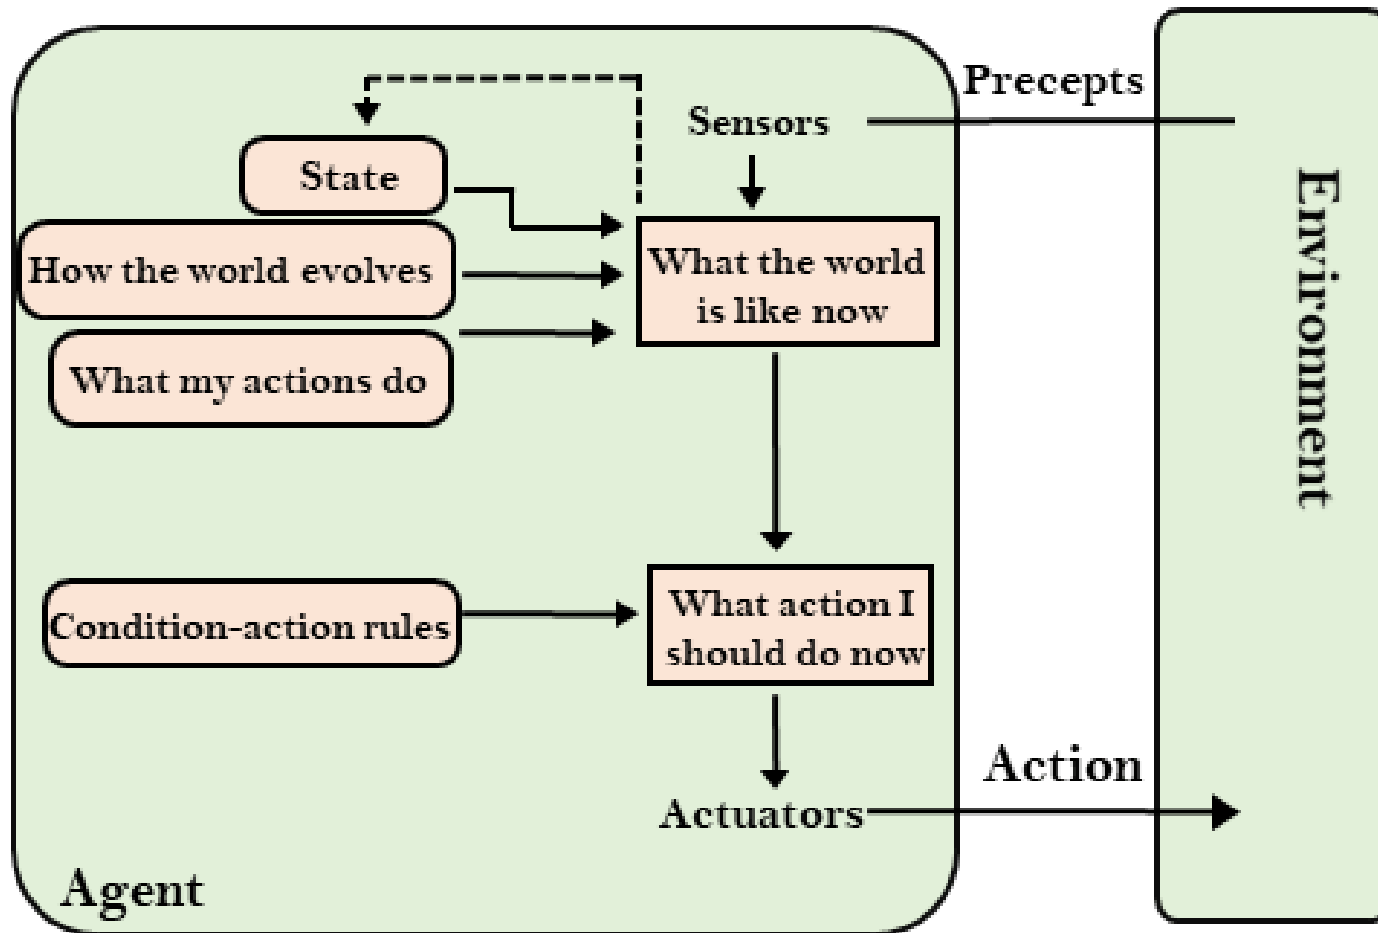 Precepts
Sensors
State
How the world evolves
What the world
is like now
What my actions do
Environment
Condition-action rules
What action I
should do now
Action
Actuators
Agent